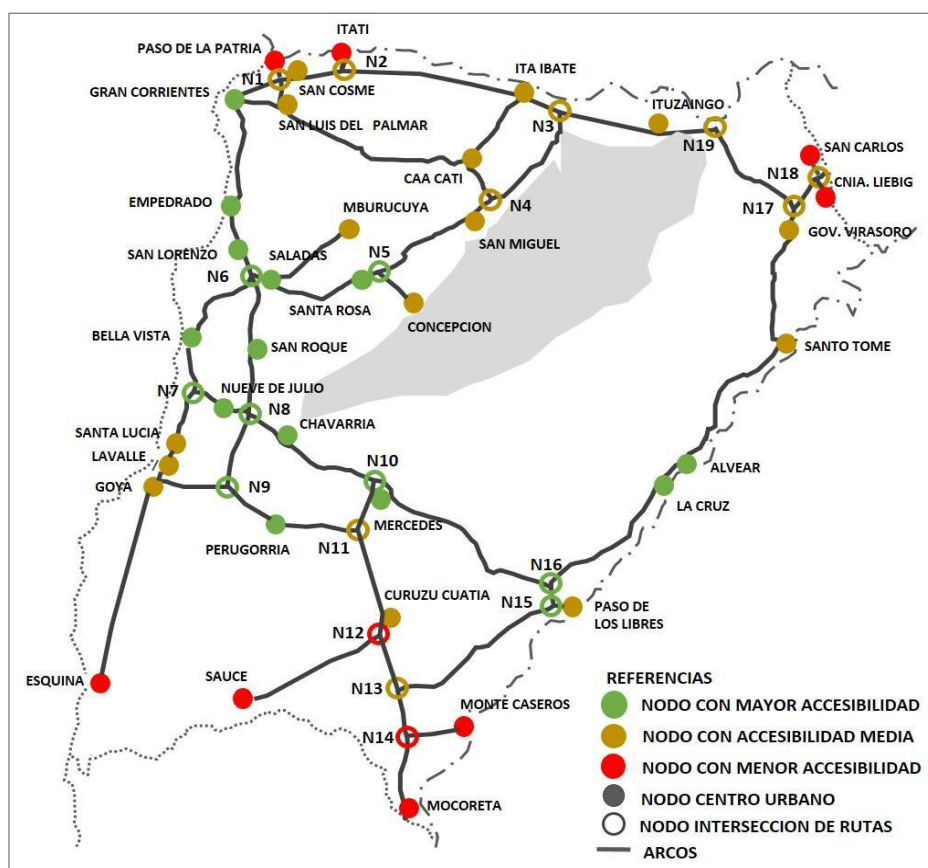 ITATI
PASO DE LA PATRIA
N1
N2
SAN COSME
ITA IBATE
GRAN CORRIENTES
SAN LUIS DEL PALMAR
N3
ITUZAINGO
N19
SAN CARLOS
N18
CNIA. LIEBIG
CAA CATI
N4
N17
EMPEDRADO
MBURUCUYA
SAN MIGUEL
GOV. VIRASORO
SAN LORENZO
SALADAS
N5
N6
SANTA ROSA
CONCEPCION
BELLA VISTA
SAN ROQUE
SANTO TOME
N7
NUEVE DE JULIO
N8
CHAVARRIA
SANTA LUCIA
LAVALLE
N10
ALVEAR
GOYA
N9
LA CRUZ
MERCEDES
PERUGORRIA
N11
N16
CURUZU CUATIA
N15
PASO DE
LOS LIBRES
N12
ESQUINA
SAUCE
N13
MONTE CASEROS
N14
MOCORETA
REFERENCIAS
NODO CON MAYOR ACCESIBILIDAD
NODO CON ACCESIBILIDAD MEDIA
NODO CON MENOR ACCESIBILIDAD
NODO CENTRO URBANO
NODO INTERSECCION DE RUTAS
ARCOS